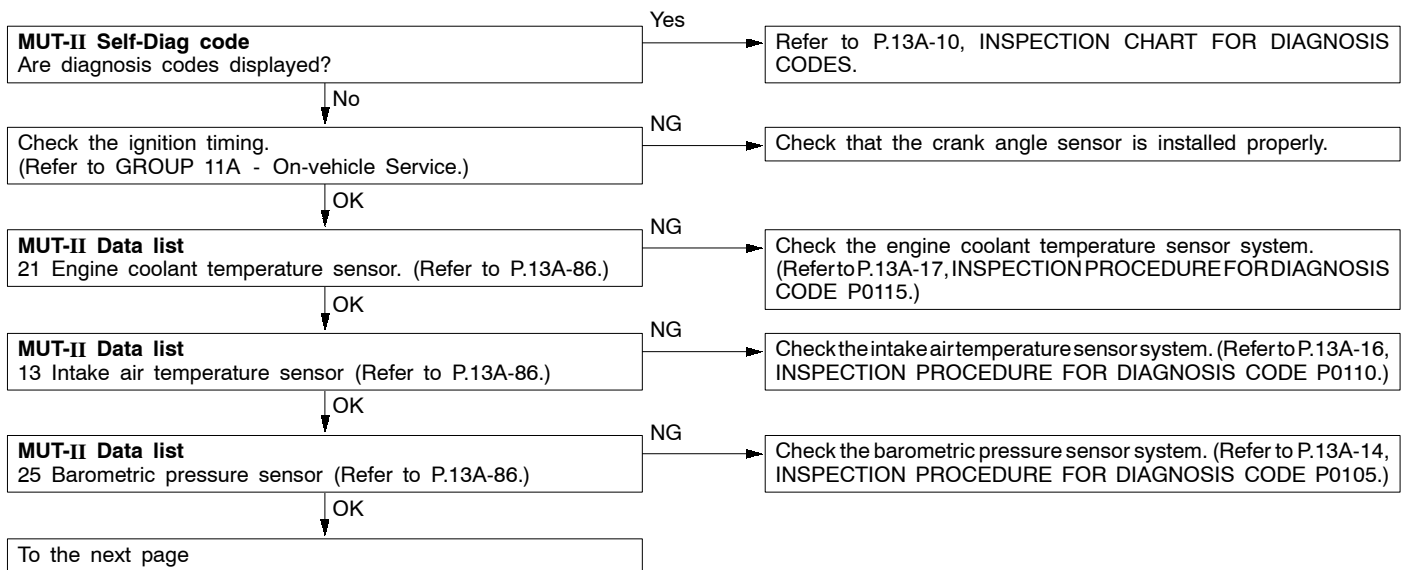 MUT-II Self-Diag code
Are diagnosis codes displayed?
Yes
Refer to P.13A-10, INSPECTION CHART FOR DIAGNOSIS
CODES.
No
Check the ignition timing.
(Refer to GROUP 11A - On-vehicle Service.)
NG
Check that the crank angle sensor is installed properly.
OK
MUT-II Data list
21 Engine coolant temperature sensor. (Refer to P.13A-86.)
NG
Check the engine coolant temperature sensor system.
(Refer to P.13A-17, INSPECTION PROCEDURE FOR DIAGNOSIS
CODE P0115.)
OK
MUT-II Data list
13 Intake air temperature sensor (Refer to P.13A-86.)
NG
Check the intake air temperature sensor system. (Refer to P.13A-16,
INSPECTION PROCEDURE FOR DIAGNOSIS CODE P0110.)
OK
MUT-II Data list
25 Barometric pressure sensor (Refer to P.13A-86.)
NG
Check the barometric pressure sensor system. (Refer to P.13A-14,
INSPECTION PROCEDURE FOR DIAGNOSIS CODE P0105.)
OK
To the next page